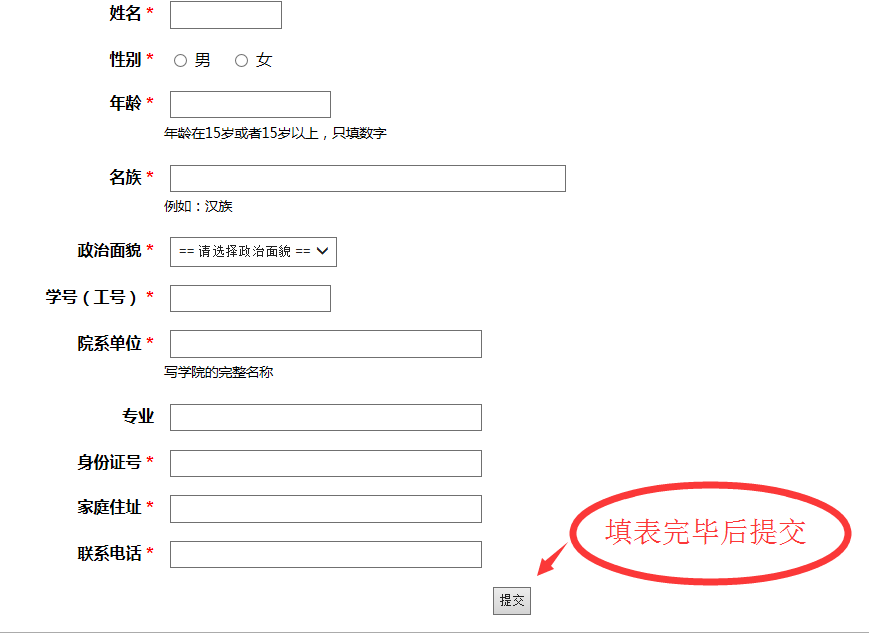 姓名 *
性别 * 男 女
年龄 *
年龄在15岁或者15岁以上，只填数字
名族 *
例如：汉族
政治面貌 * == 请选择政治面貌 ==
学号（工号） *
院系单位 *
写学院的完整名称
专业
身份证号 *
家庭住址 *
填表完毕后提交
联系电话 *
提交